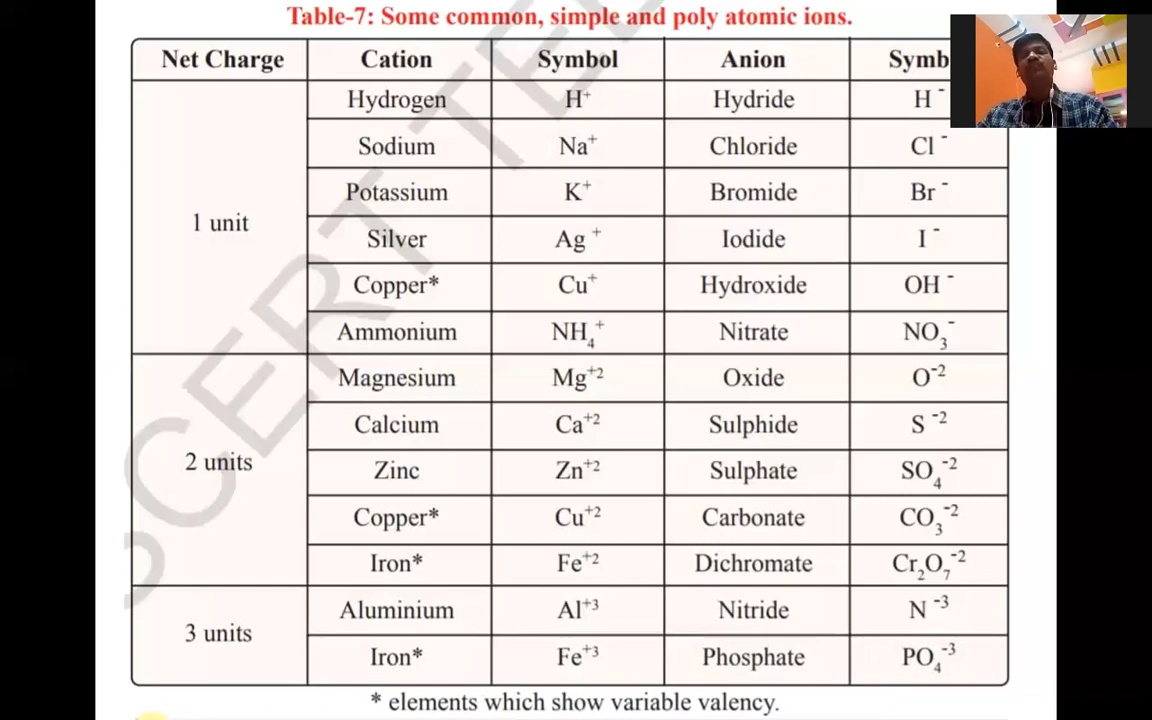 Table-7: Some common, simple and poly atomic ions.
Net Charge Cation Symbol Anion Symb
1 unit
Hydrogen H⁺ Hydride H⁻
Sodium Na⁺ Chloride Cl⁻
Potassium K⁺ Bromide Br⁻
Silver Ag⁺ Iodide I⁻
Copper* Cu⁺ Hydroxide OH⁻
Ammonium NH₄⁺ Nitrate NO₃⁻
2 units
Magnesium Mg⁺² Oxide O⁻²
Calcium Ca⁺² Sulphide S⁻²
Zinc Zn⁺² Sulphate SO₄⁻²
Copper* Cu⁺² Carbonate CO₃⁻²
Iron* Fe⁺² Dichromate Cr₂O₇⁻²
3 units
Aluminium Al⁺³ Nitride N⁻³
Iron* Fe⁺³ Phosphate PO₄⁻³
* elements which show variable valency.
SCERT TEL